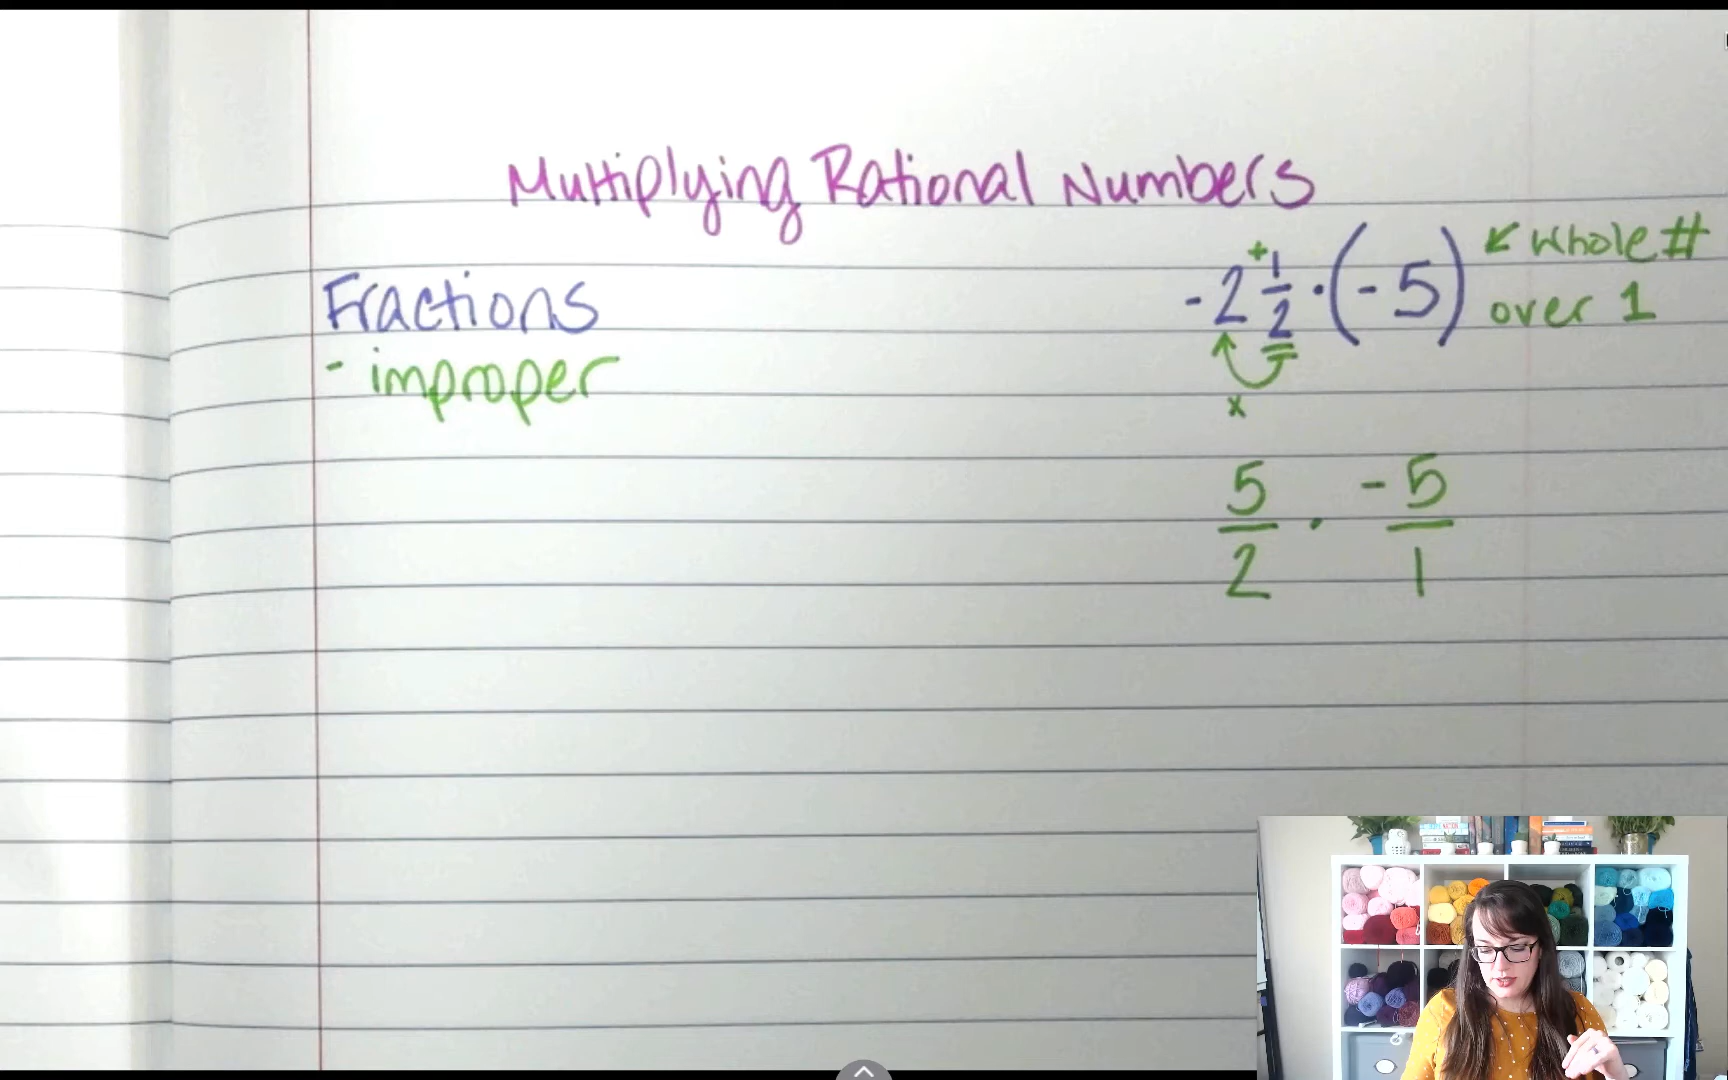 Multiplying Rational Numbers
Fractions
- improper
-2 + 1/2 · (-5) ↙ Whole #
over 1
x
5/2 · -5/1